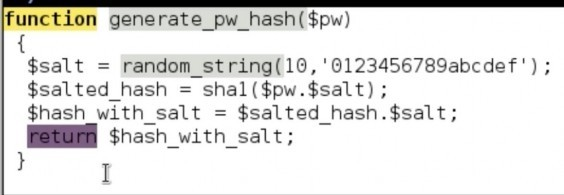 function generate_pw_hash($pw)
{
$salt = random_string(10,'0123456789abcdef');
$salted_hash = sha1($pw.$salt);
$hash_with_salt = $salted_hash.$salt;
return $hash_with_salt;
}